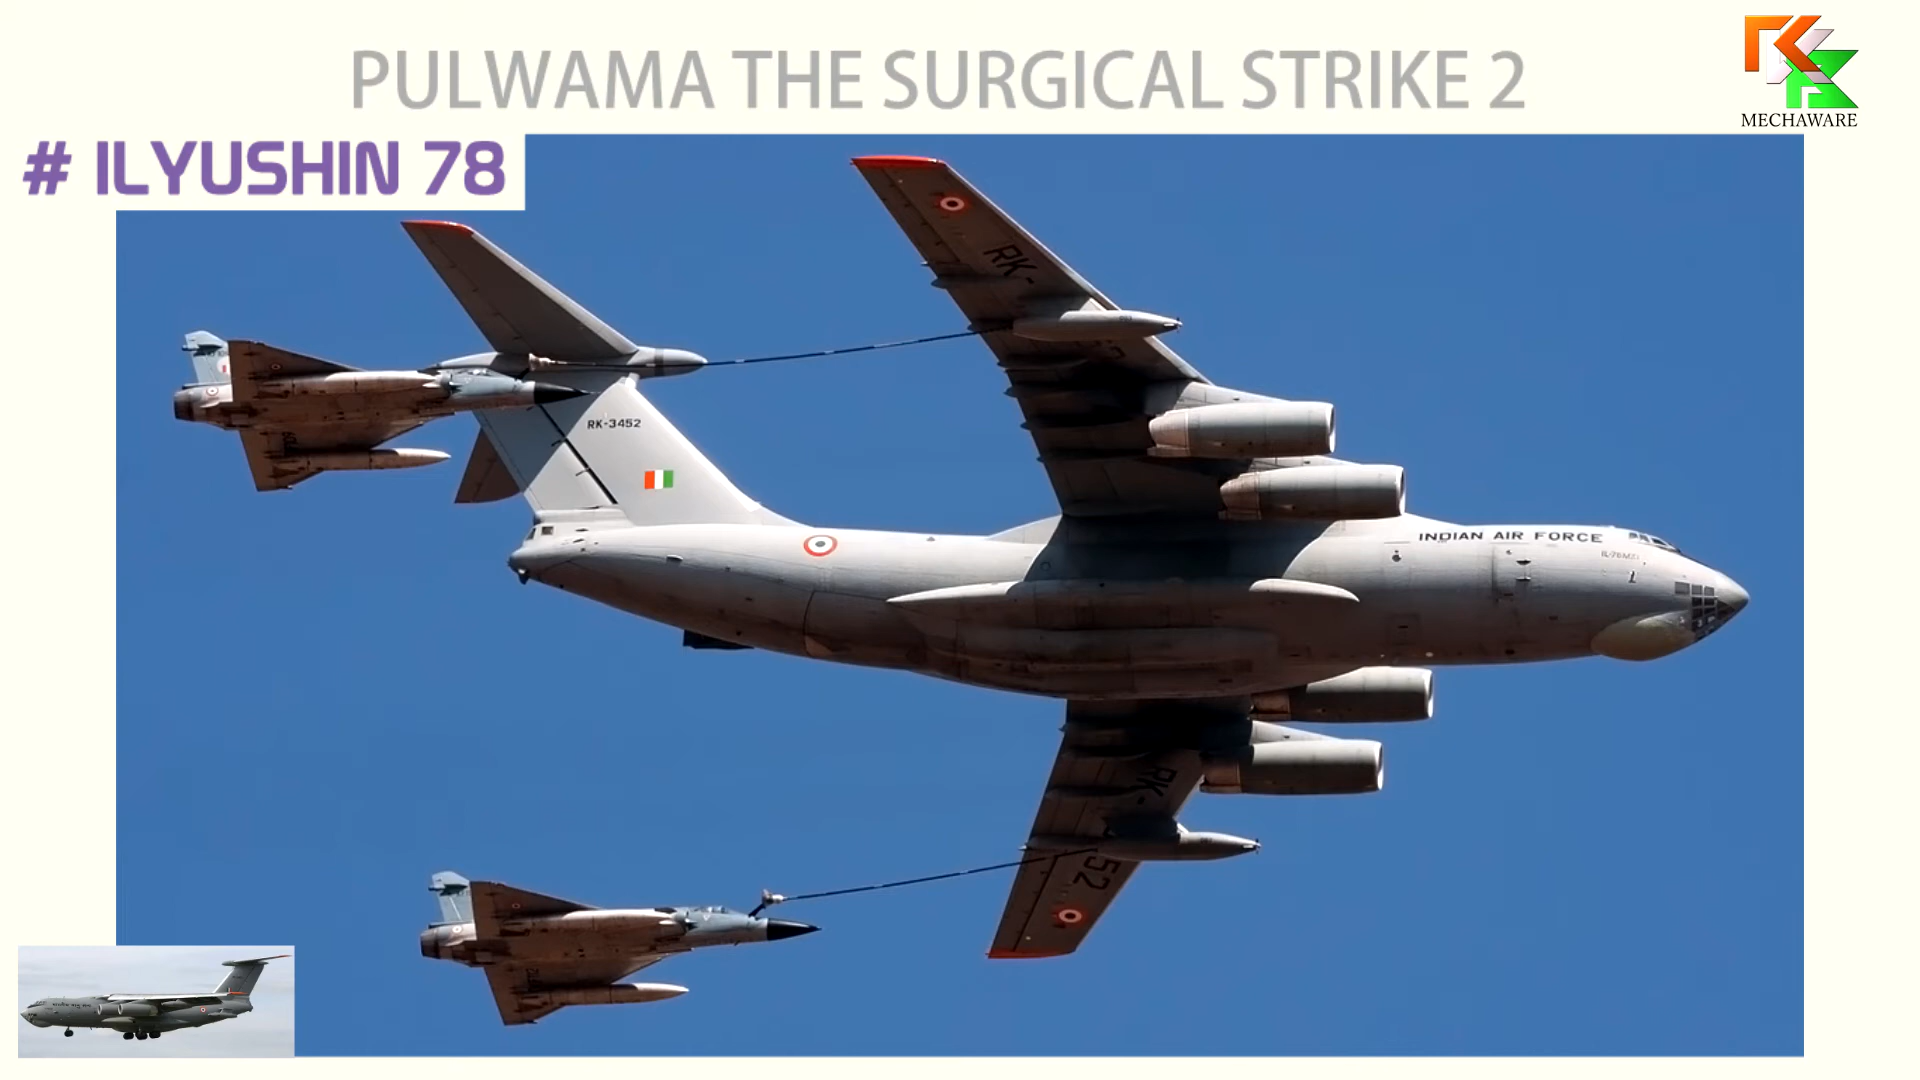 PULWAMA THE SURGICAL STRIKE 2
MECHAWARE
# ILYUSHIN 78
RK-
RK-3452
INDIAN AIR FORCE
RK-
52